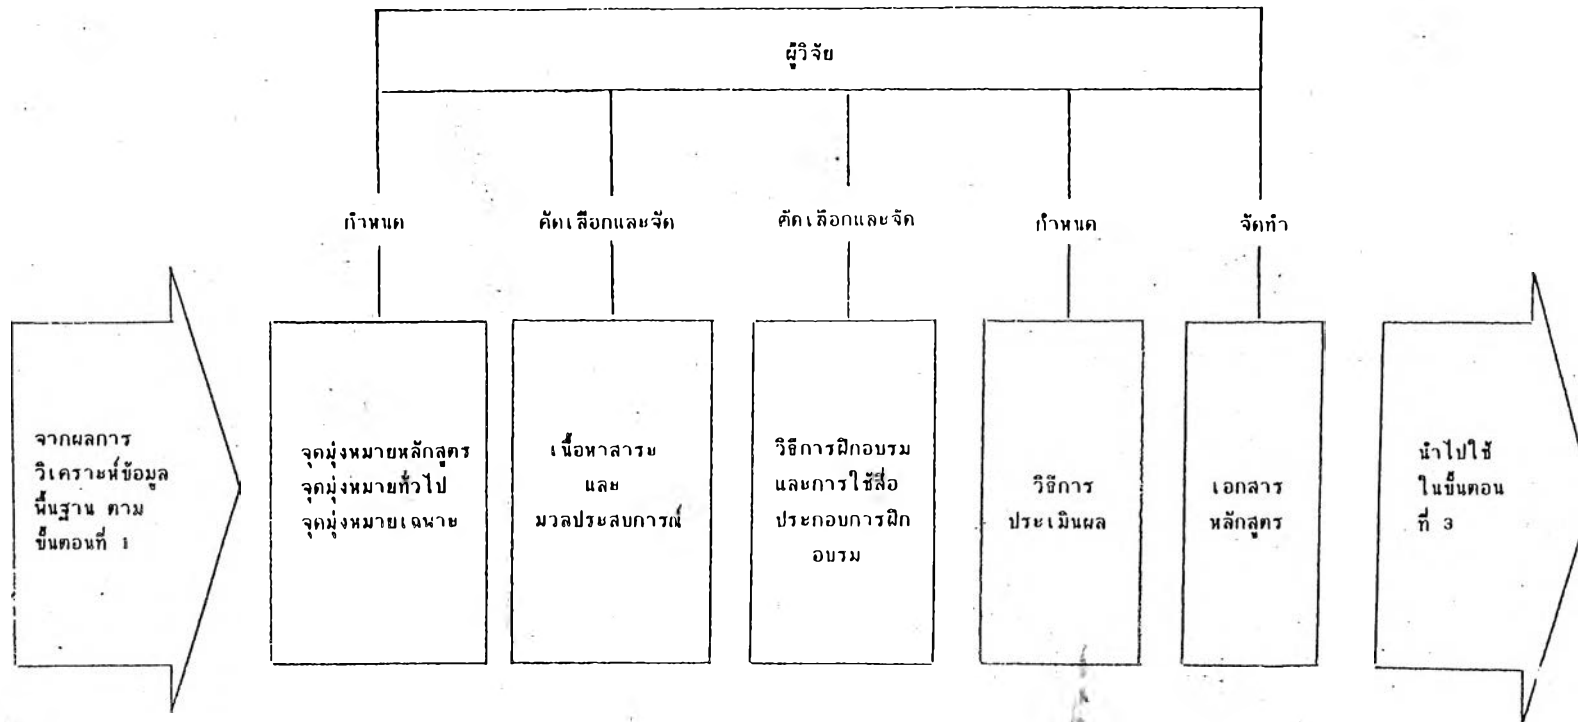 ผู้วิจัย
กำหนด
คัดเลือกและจัด
คัดเลือกและจัด
กำหนด
จัดทำ
จากผลการ
วิเคราะห์ข้อมูล
พื้นฐาน ตาม
ขั้นตอนที่ 1
จุดมุ่งหมายหลักสูตร
จุดมุ่งหมายทั่วไป
จุดมุ่งหมายเฉพาะ
เนื้อหาสาระ
และ
มวลประสบการณ์
วิธีการฝึกอบรม
และการใช้สื่อ
ประกอบการฝึก
อบรม
วิธีการ
ประเมินผล
เอกสาร
หลักสูตร
นำไปใช้
ในขั้นตอน
ที่ 3